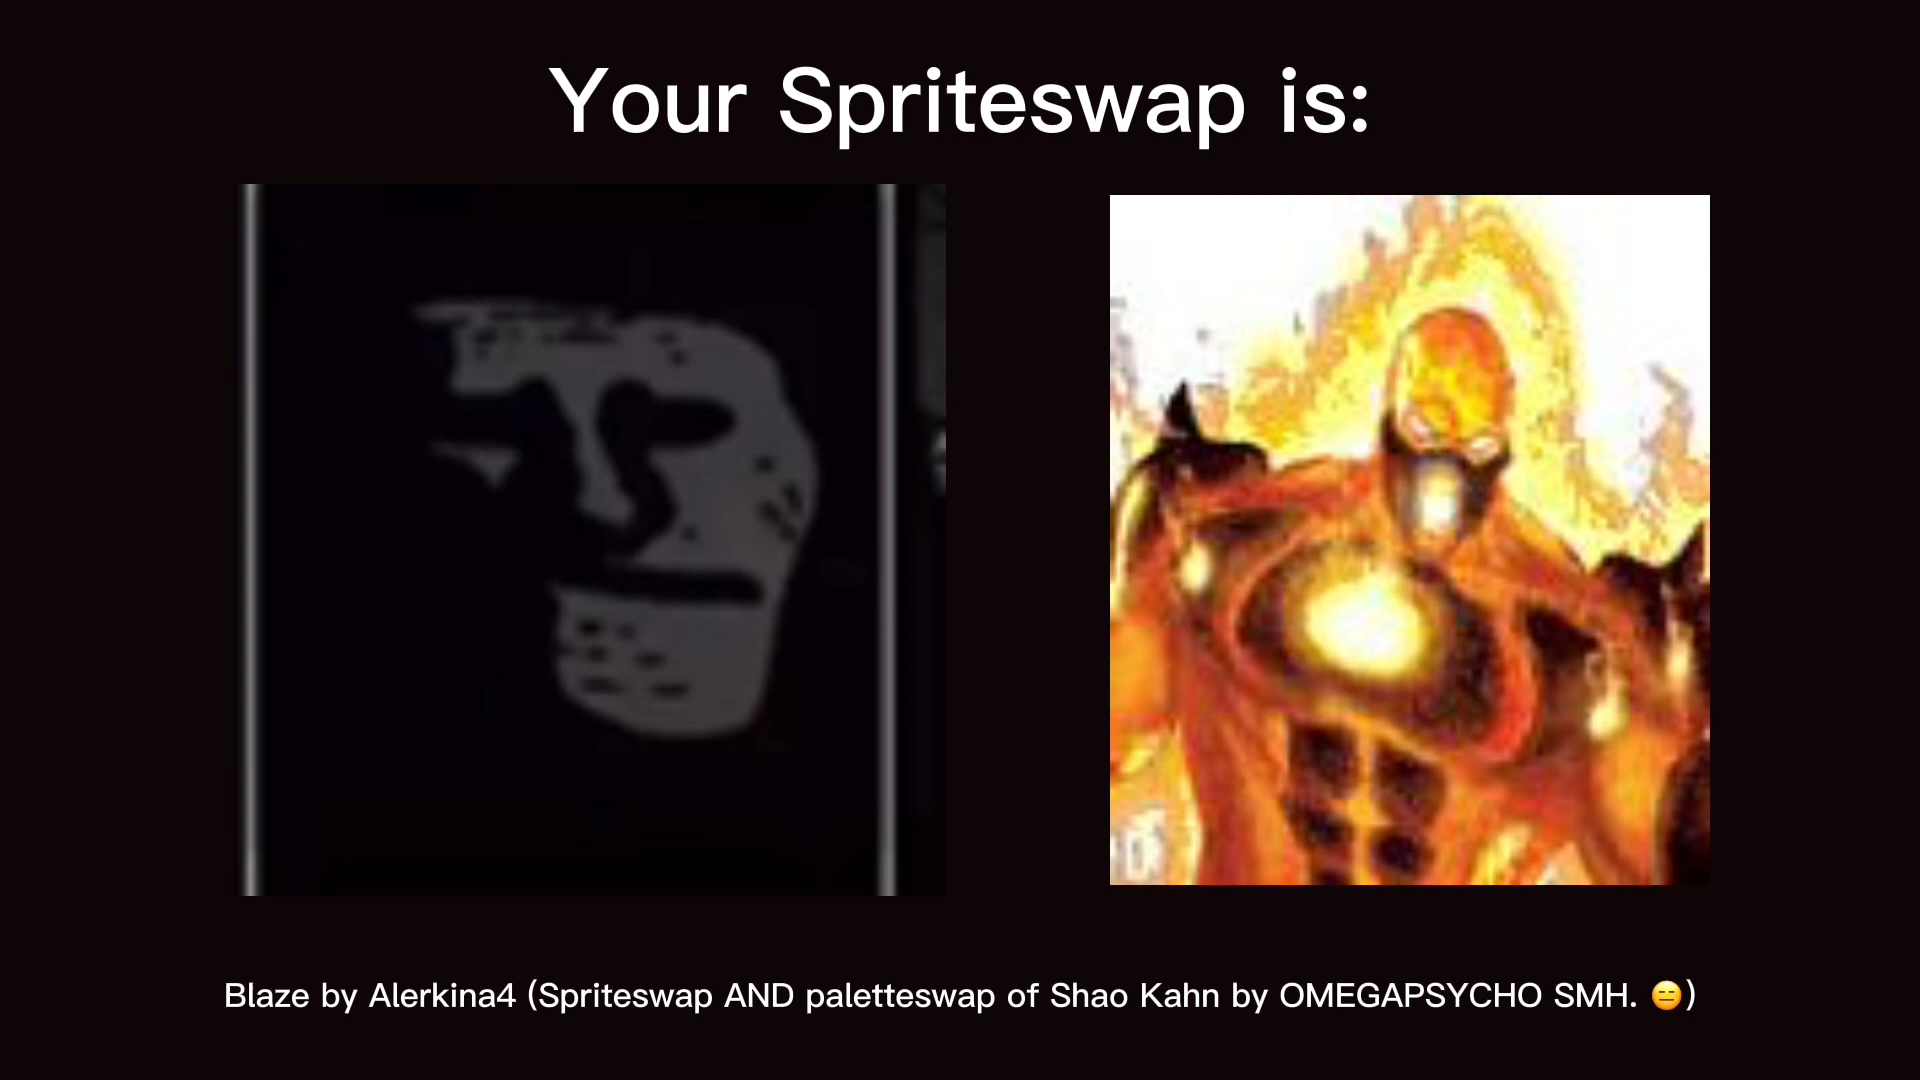 Your Spriteswap is:
Blaze by Alerkina4 (Spriteswap AND paletteswap of Shao Kahn by OMEGAPSYCHO SMH. 😑)